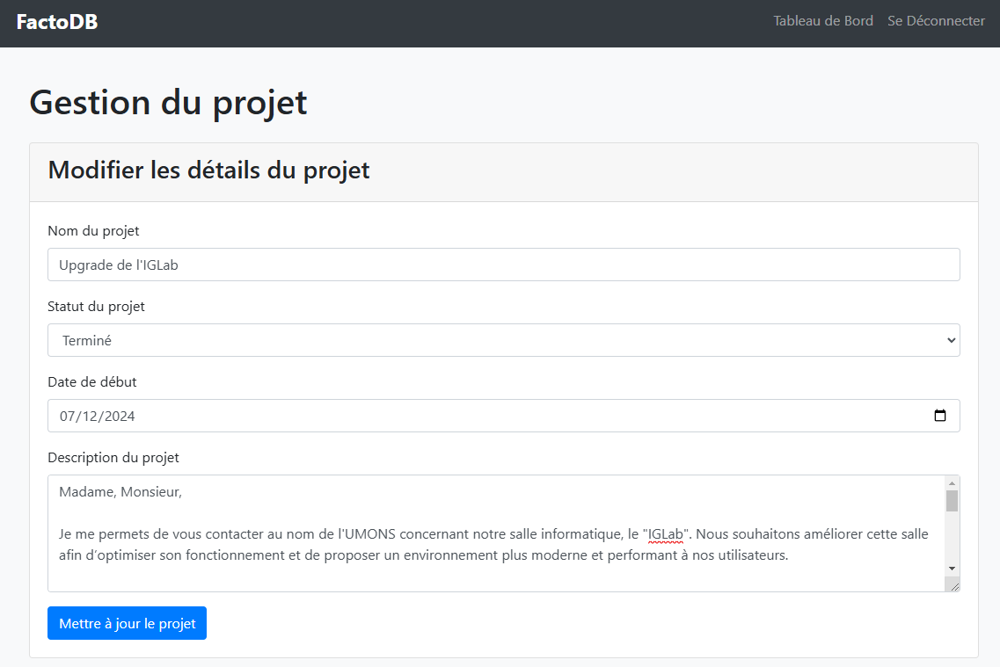 FactoDB
Tableau de Bord
Se Déconnecter
Gestion du projet
Modifier les détails du projet
Nom du projet
Upgrade de l'IGLab
Statut du projet
Terminé
Date de début
07/12/2024
Description du projet
Madame, Monsieur,
Je me permets de vous contacter au nom de l'UMONS concernant notre salle informatique, le "IGLab". Nous souhaitons améliorer cette salle
afin d’optimiser son fonctionnement et de proposer un environnement plus moderne et performant à nos utilisateurs.
Mettre à jour le projet